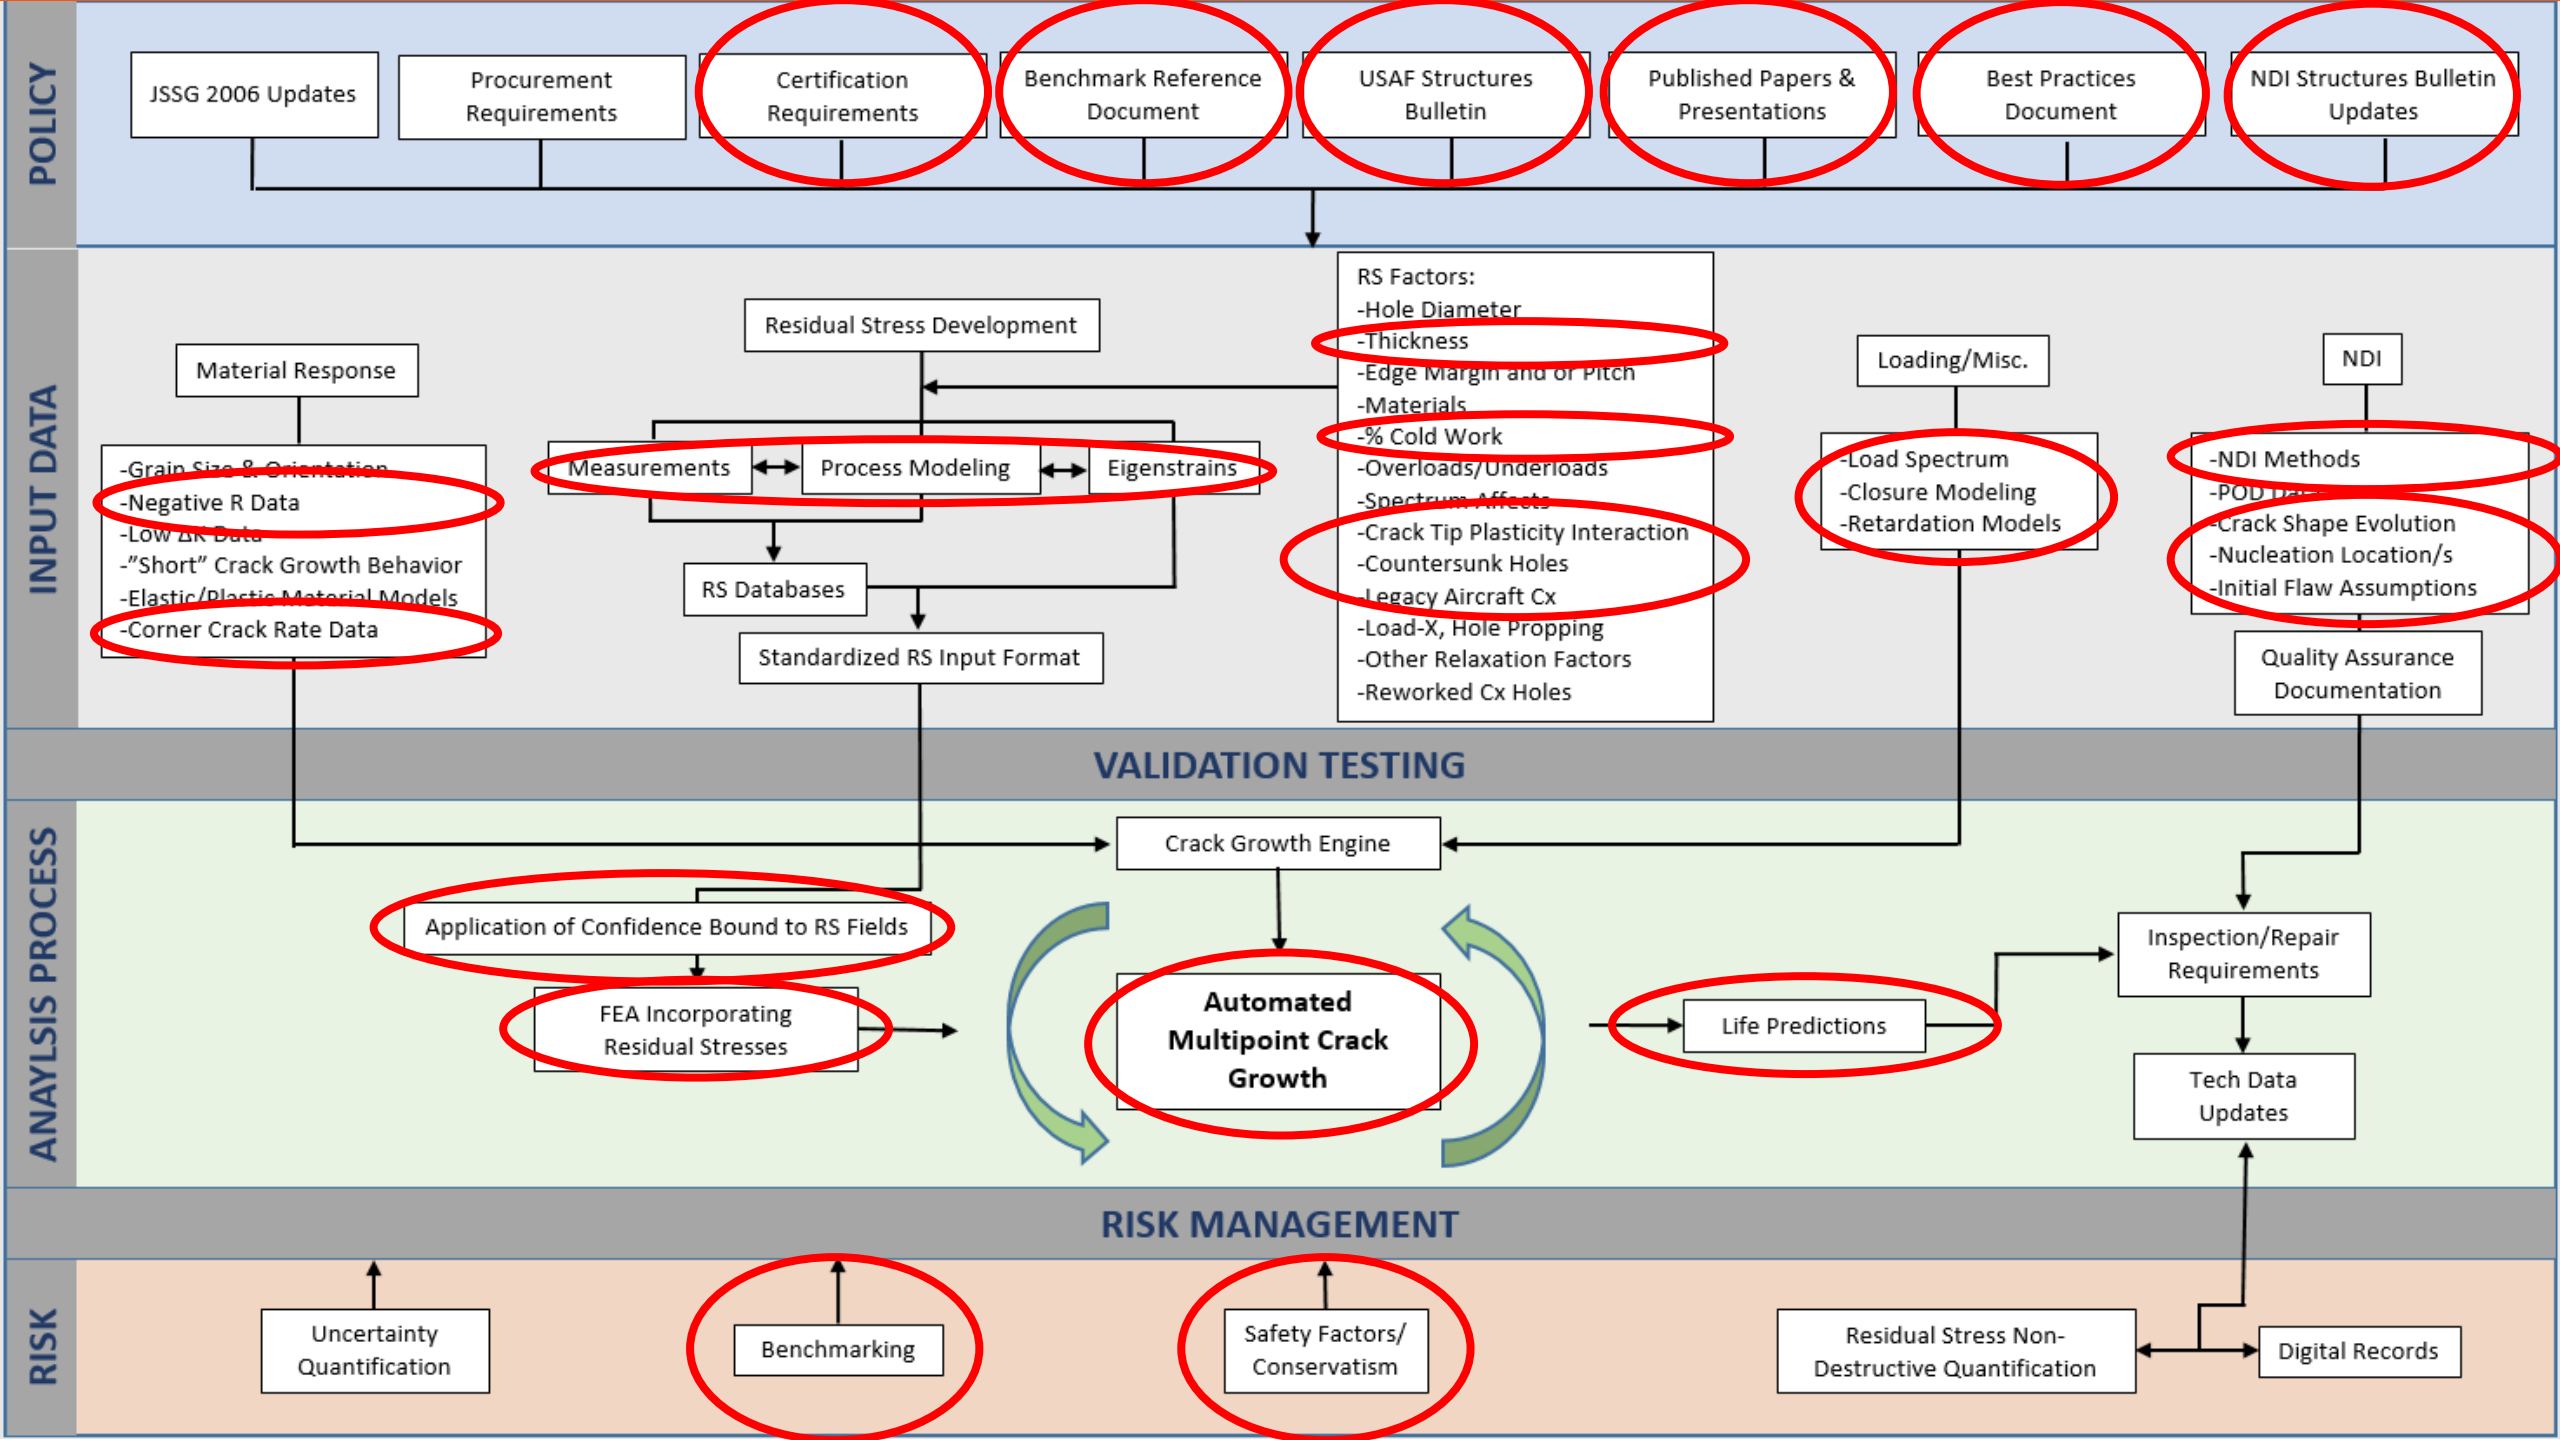 POLICY
JSSG 2006 Updates
Procurement
Requirements
Certification
Requirements
Benchmark Reference
Document
USAF Structures
Bulletin
Published Papers &
Presentations
Best Practices
Document
NDI Structures Bulletin
Updates
INPUT DATA
Material Response
-Grain Size & Orientation
-Negative R Data
-Low ΔK Data
-"Short" Crack Growth Behavior
-Elastic/Plastic Material Models
-Corner Crack Rate Data
Residual Stress Development
Measurements
Process Modeling
Eigenstrains
RS Databases
Standardized RS Input Format
RS Factors:
-Hole Diameter
-Thickness
-Edge Margin and or Pitch
-Materials
-% Cold Work
-Overloads/Underloads
-Spectrum Affects
-Crack Tip Plasticity Interaction
-Countersunk Holes
-Legacy Aircraft Cx
-Load-X, Hole Propping
-Other Relaxation Factors
-Reworked Cx Holes
Loading/Misc.
-Load Spectrum
-Closure Modeling
-Retardation Models
NDI
-NDI Methods
-POD Data
-Crack Shape Evolution
-Nucleation Location/s
-Initial Flaw Assumptions
Quality Assurance
Documentation
VALIDATION TESTING
ANAYLSIS PROCESS
Crack Growth Engine
Application of Confidence Bound to RS Fields
FEA Incorporating
Residual Stresses
Automated
Multipoint Crack
Growth
Life Predictions
Inspection/Repair
Requirements
Tech Data
Updates
RISK MANAGEMENT
RISK
Uncertainty
Quantification
Benchmarking
Safety Factors/
Conservatism
Residual Stress Non-
Destructive Quantification
Digital Records